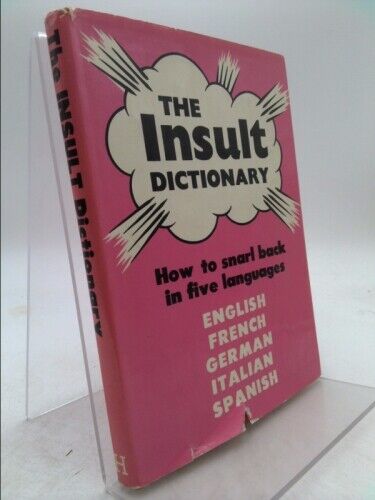 The INSULT Dictionary
H
THE
Insult
DICTIONARY
How to snarl back
in five languages
ENGLISH
FRENCH
GERMAN
ITALIAN
SPANISH